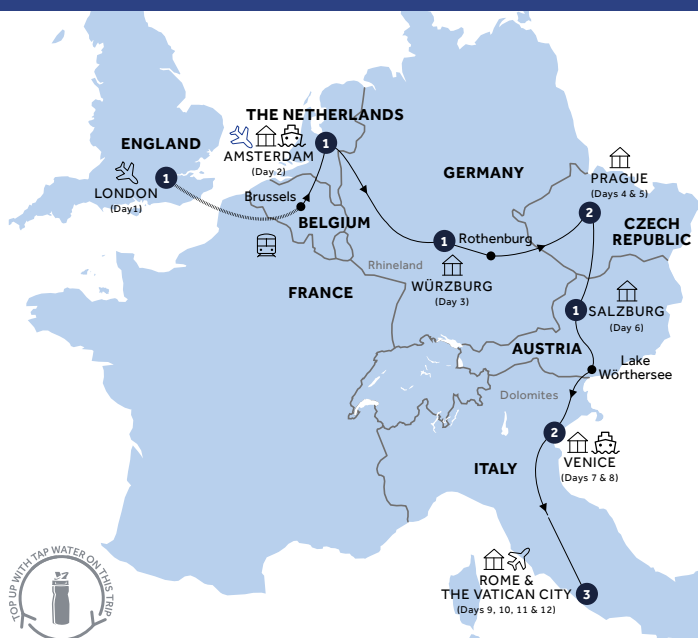 THE NETHERLANDS
1
AMSTERDAM
(Day 2)
ENGLAND
1
LONDON
(Day1)
Brussels
BELGIUM
GERMANY
PRAGUE
(Days 4 & 5)
2
CZECH
REPUBLIC
1
Rothenburg
Rhineland
WÜRZBURG
(Day 3)
FRANCE
1
SALZBURG
(Day 6)
AUSTRIA
Lake
Wörthersee
Dolomites
2
VENICE
(Days 7 & 8)
ITALY
ROME &
THE VATICAN CITY
(Days 9, 10, 11 & 12)
3
TOP UP WITH TAP WATER ON THIS TRIP